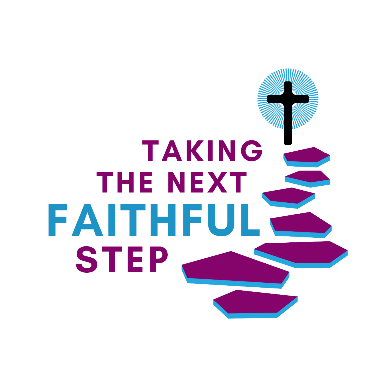 TAKING
THE NEXT
FAITHFUL
STEP